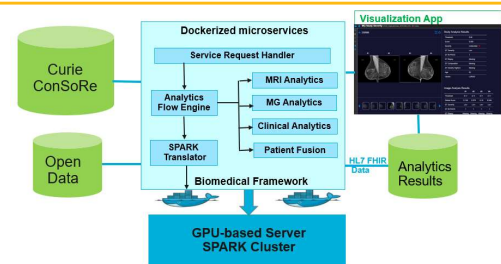 Visualization App
Dockerized microservices
Service Request Handler
Curie
ConSoRe
Analytics
Flow Engine
MRI Analytics
MG Analytics
Clinical Analytics
Patient Fusion
SPARK
Translator
Open
Data
HL7 FHIR
Data
Analytics
Results
Biomedical Framework
GPU-based Server
SPARK Cluster